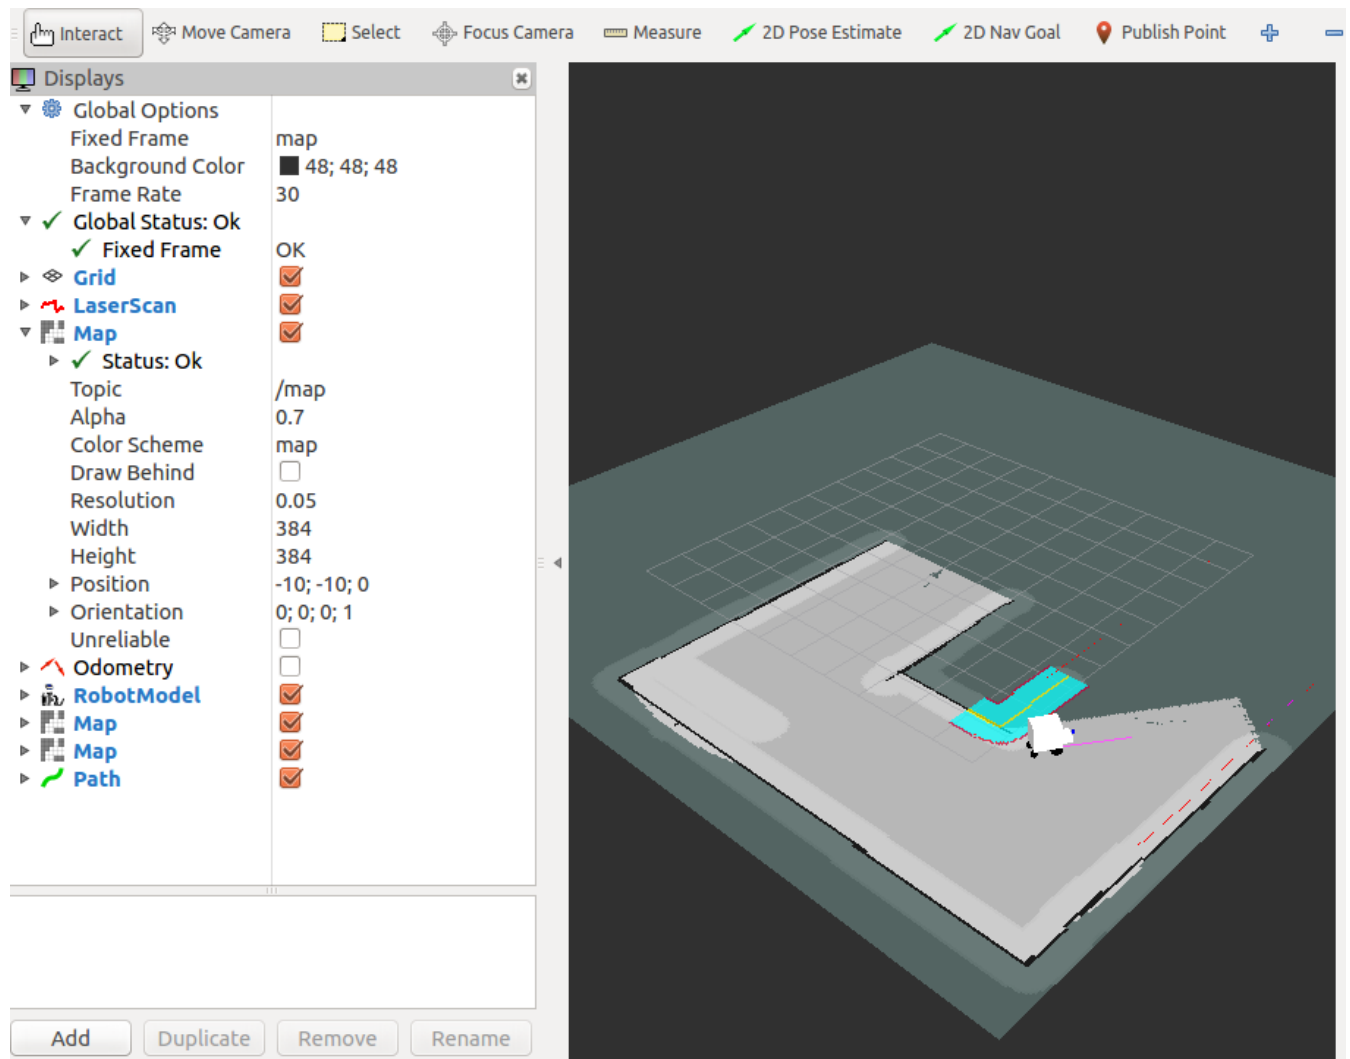 Interact Move Camera Select Focus Camera Measure 2D Pose Estimate 2D Nav Goal Publish Point
Displays
Global Options
Fixed Frame map
Background Color 48; 48; 48
Frame Rate 30
Global Status: Ok
Fixed Frame OK
Grid
LaserScan
Map
Status: Ok
Topic /map
Alpha 0.7
Color Scheme map
Draw Behind
Resolution 0.05
Width 384
Height 384
Position -10; -10; 0
Orientation 0; 0; 0; 1
Unreliable
Odometry
RobotModel
Map
Map
Path
Add Duplicate Remove Rename